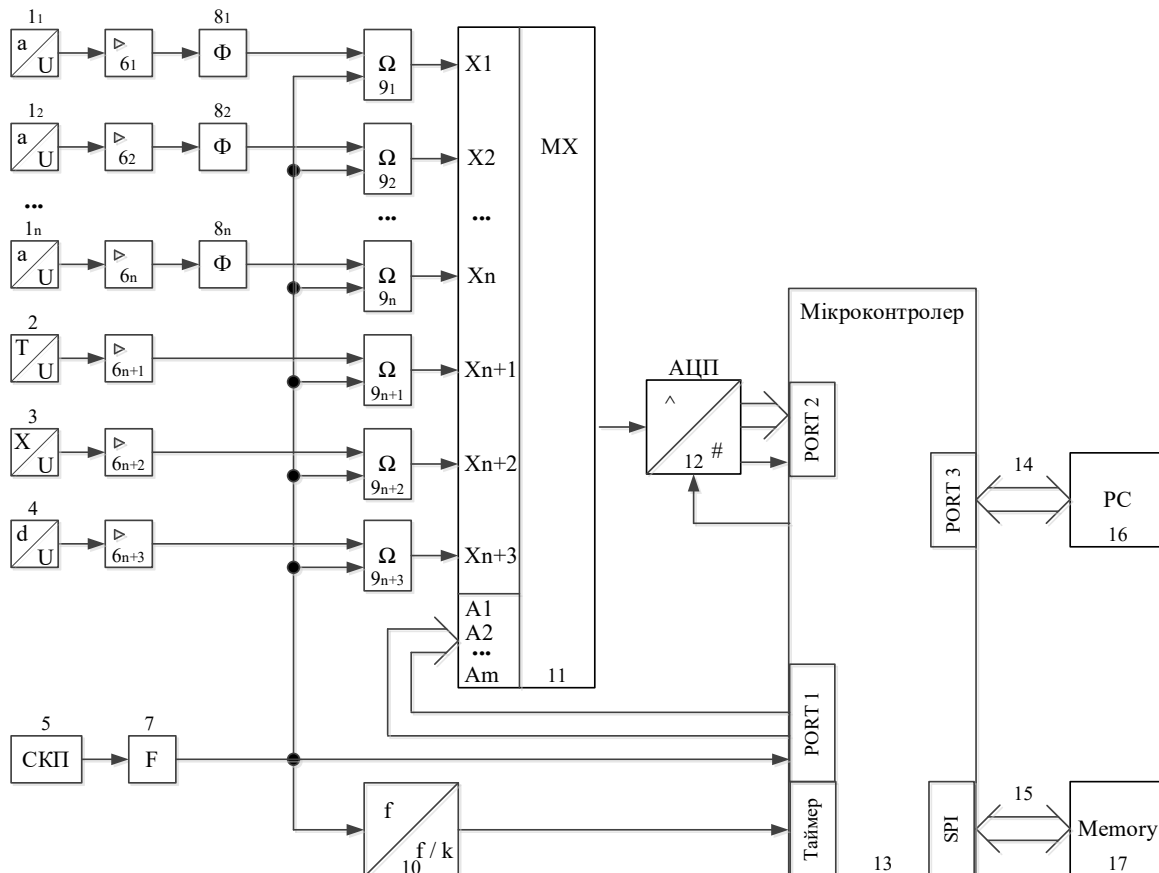 1₁ 8₁
a U ▷ 6₁ Φ Ω 9₁ X1
1₂ 8₂
a U ▷ 6₂ Φ Ω 9₂ X2 MX
... ... ...
1n 8n
a U ▷ 6n Φ Ω 9n Xn
Мікроконтролер
2
T U ▷ 6n+1 Ω 9n+1 Xn+1
АЦП
^ # 12
PORT 2
3
X U ▷ 6n+2 Ω 9n+2 Xn+2
PORT 3
14
PC
16
4
d U ▷ 6n+3 Ω 9n+3 Xn+3
A1
A2
...
Am
11
PORT 1
5 7
СКП F
f f / k
10
Таймер
13
SPI
15
Memory
17